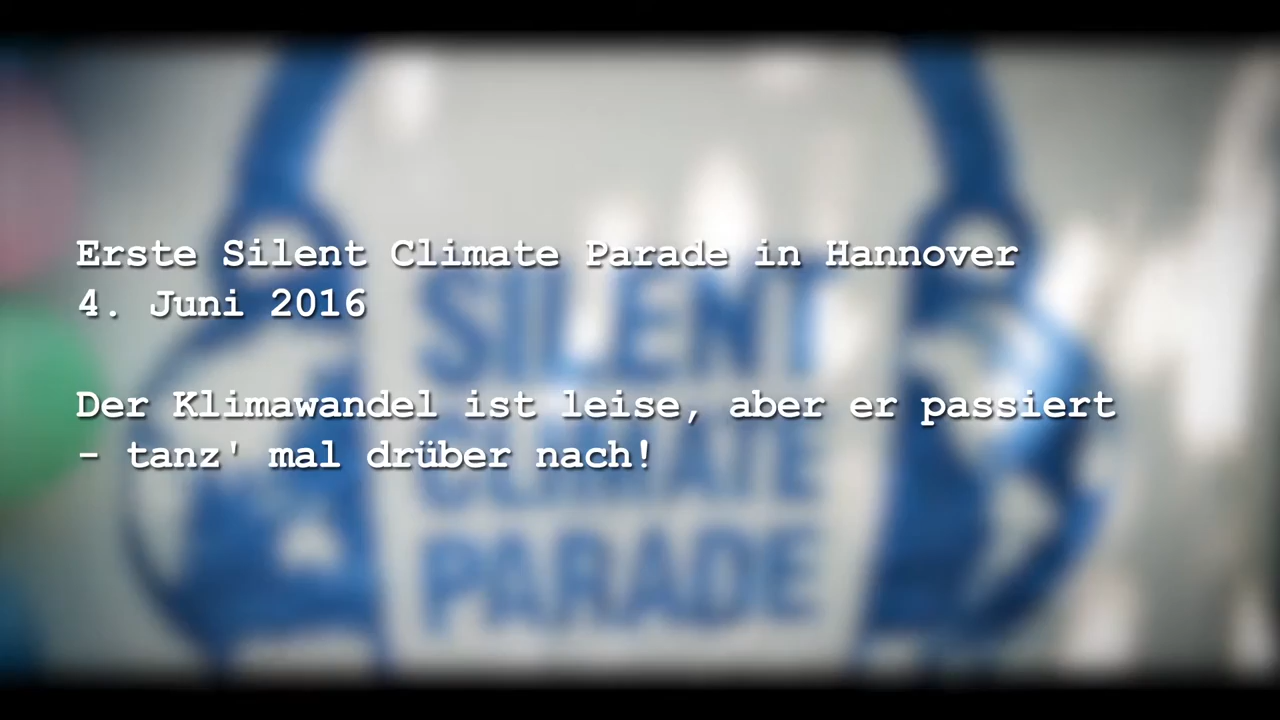 Erste Silent Climate Parade in Hannover
4. Juni 2016
Der Klimawandel ist leise, aber er passiert
- tanz' mal drüber nach!
SILENT
CLIMATE
PARADE